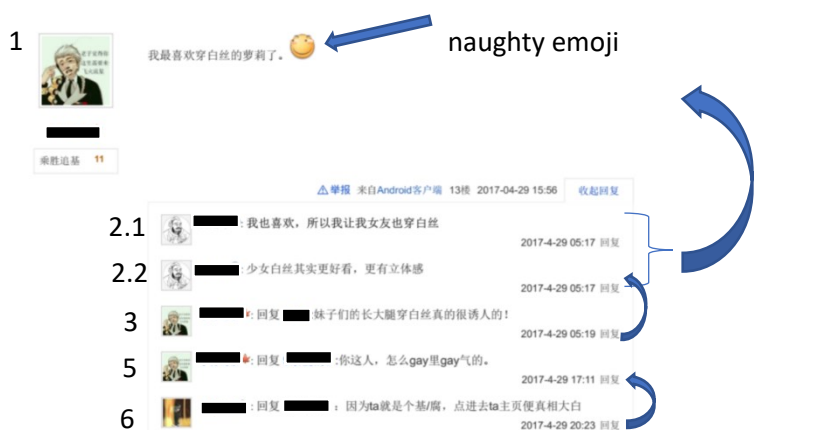 1
我最喜欢穿白丝的萝莉了。
naughty emoji
乘胜追基 11
举报 来自Android客户端 13楼 2017-04-29 15:56 收起回复
2.1 : 我也喜欢，所以我让我女友也穿白丝
2017-4-29 05:17 回复
2.2 : 少女白丝其实更好看，更有立体感
2017-4-29 05:17 回复
3 : 回复 :妹子们的长大腿穿白丝真的很诱人的！
2017-4-29 05:19 回复
5 : 回复 :你这人，怎么gay里gay气的。
2017-4-29 17:11 回复
6 : 回复 ：因为ta就是个基/腐，点进去ta主页便真相大白
2017-4-29 20:23 回复